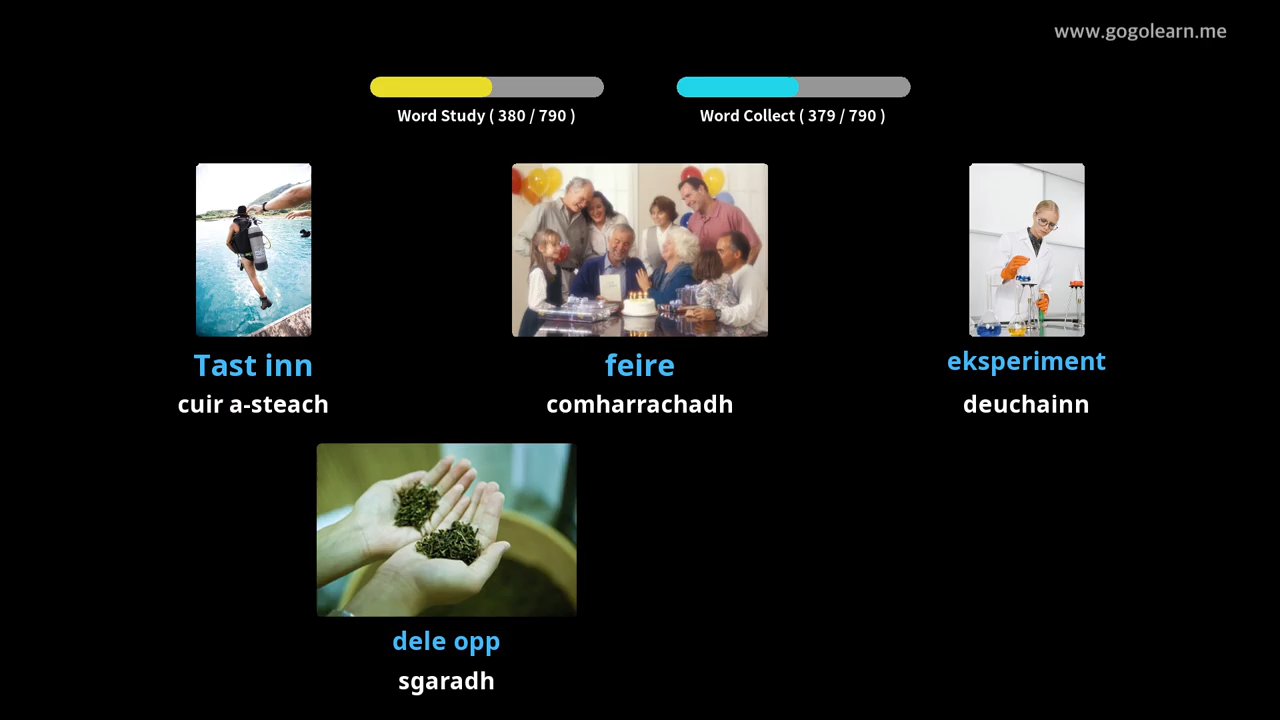 www.gogolearn.me
Word Study ( 380 / 790 )
Word Collect ( 379 / 790 )
Tast inn
cuir a-steach
feire
comharrachadh
eksperiment
deuchainn
dele opp
sgaradh